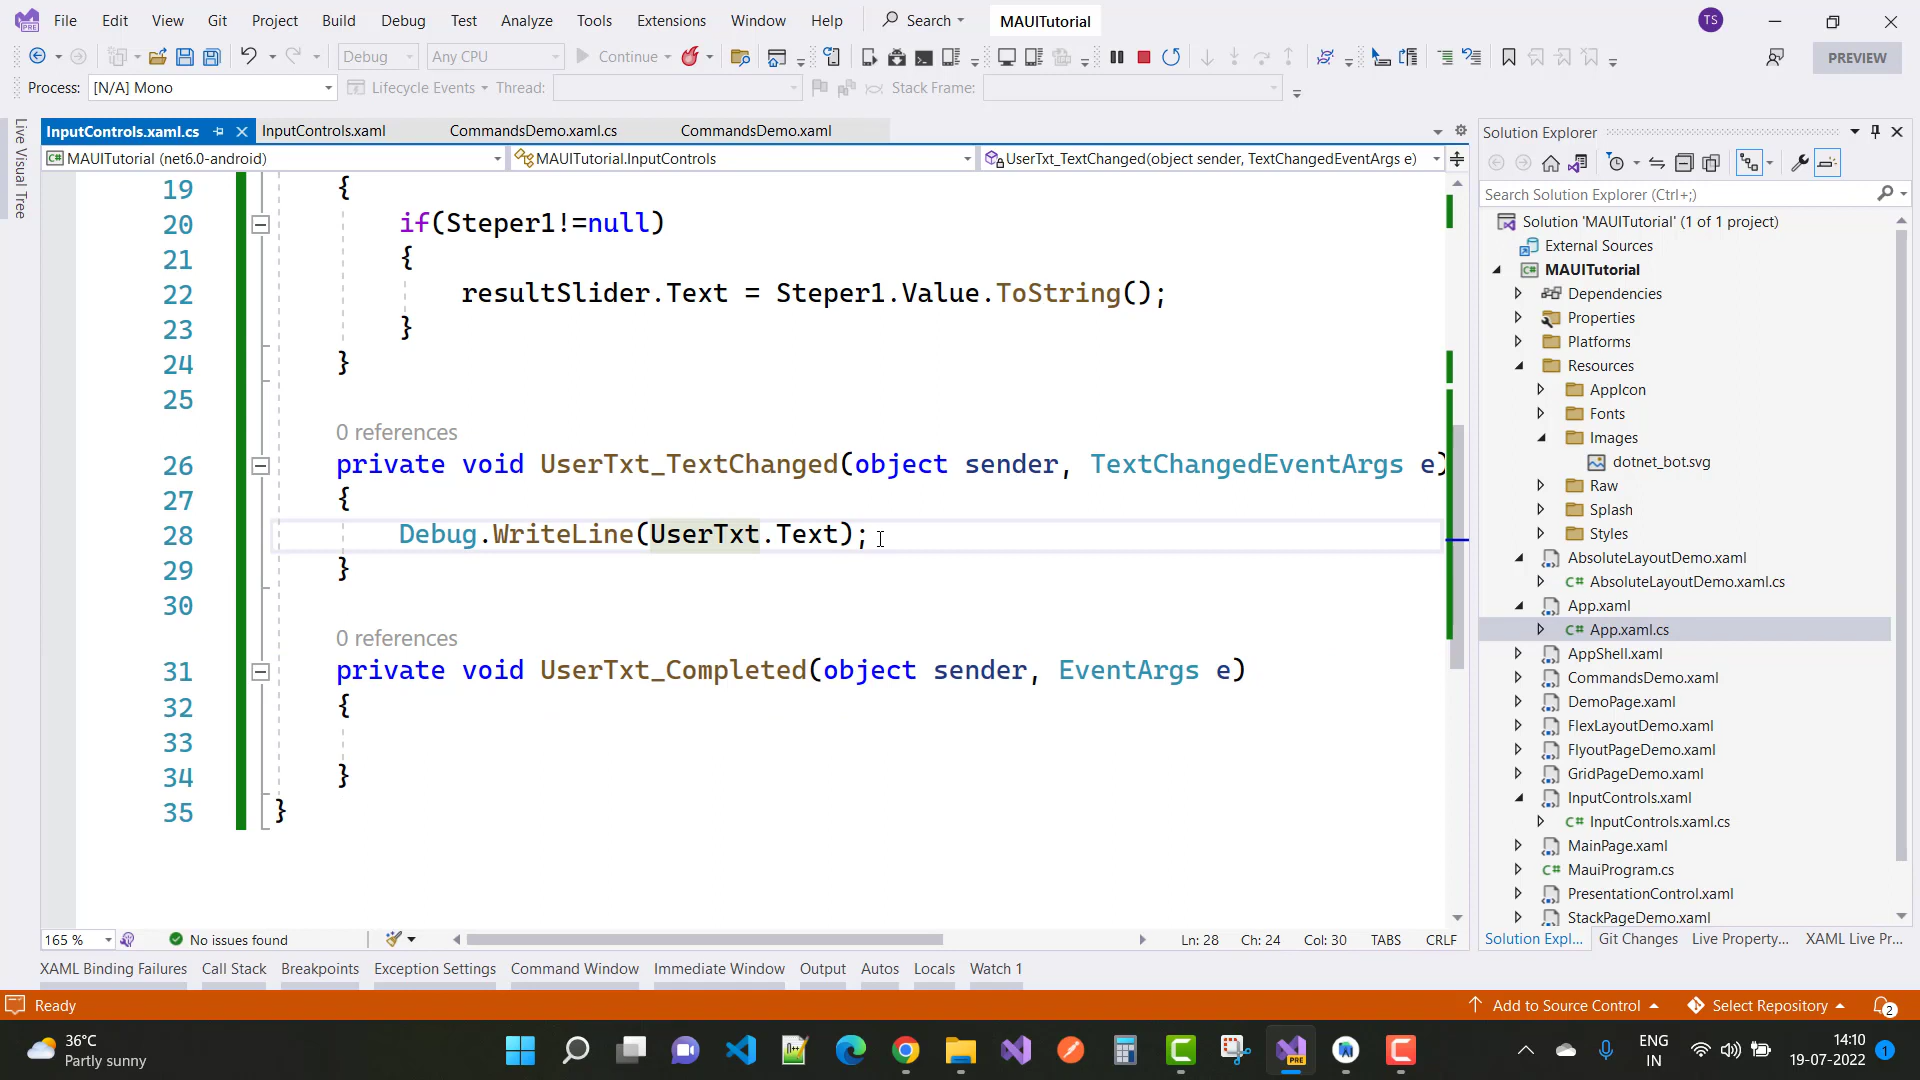 File Edit View Git Project Build Debug Test Analyze Tools Extensions Window Help Search MAUITutorial TS
Debug Any CPU Continue PREVIEW
Process: [N/A] Mono Lifecycle Events Thread: Stack Frame:
Live Visual Tree
InputControls.xaml.cs InputControls.xaml CommandsDemo.xaml.cs CommandsDemo.xaml
MAUITutorial (net6.0-android) MAUITutorial.InputControls UserTxt_TextChanged(object sender, TextChangedEventArgs e)
19 {
20 if(Steper1!=null)
21 {
22 resultSlider.Text = Steper1.Value.ToString();
23 }
24 }
25
0 references
26 private void UserTxt_TextChanged(object sender, TextChangedEventArgs e)
27 {
28 Debug.WriteLine(UserTxt.Text);
29 }
30
0 references
31 private void UserTxt_Completed(object sender, EventArgs e)
32 {
33
34 }
35 }
165 % No issues found Ln: 28 Ch: 24 Col: 30 TABS CRLF
Solution Explorer
Search Solution Explorer (Ctrl+;)
Solution 'MAUITutorial' (1 of 1 project)
External Sources
MAUITutorial
Dependencies
Properties
Platforms
Resources
AppIcon
Fonts
Images
dotnet_bot.svg
Raw
Splash
Styles
AbsoluteLayoutDemo.xaml
AbsoluteLayoutDemo.xaml.cs
App.xaml
App.xaml.cs
AppShell.xaml
CommandsDemo.xaml
DemoPage.xaml
FlexLayoutDemo.xaml
FlyoutPageDemo.xaml
GridPageDemo.xaml
InputControls.xaml
InputControls.xaml.cs
MainPage.xaml
MauiProgram.cs
PresentationControl.xaml
StackPageDemo.xaml
Solution Expl... Git Changes Live Property... XAML Live Pr...
XAML Binding Failures Call Stack Breakpoints Exception Settings Command Window Immediate Window Output Autos Locals Watch 1
Ready Add to Source Control Select Repository 2
36°C
Partly sunny
PRE
ENG
IN
14:10
19-07-2022
1